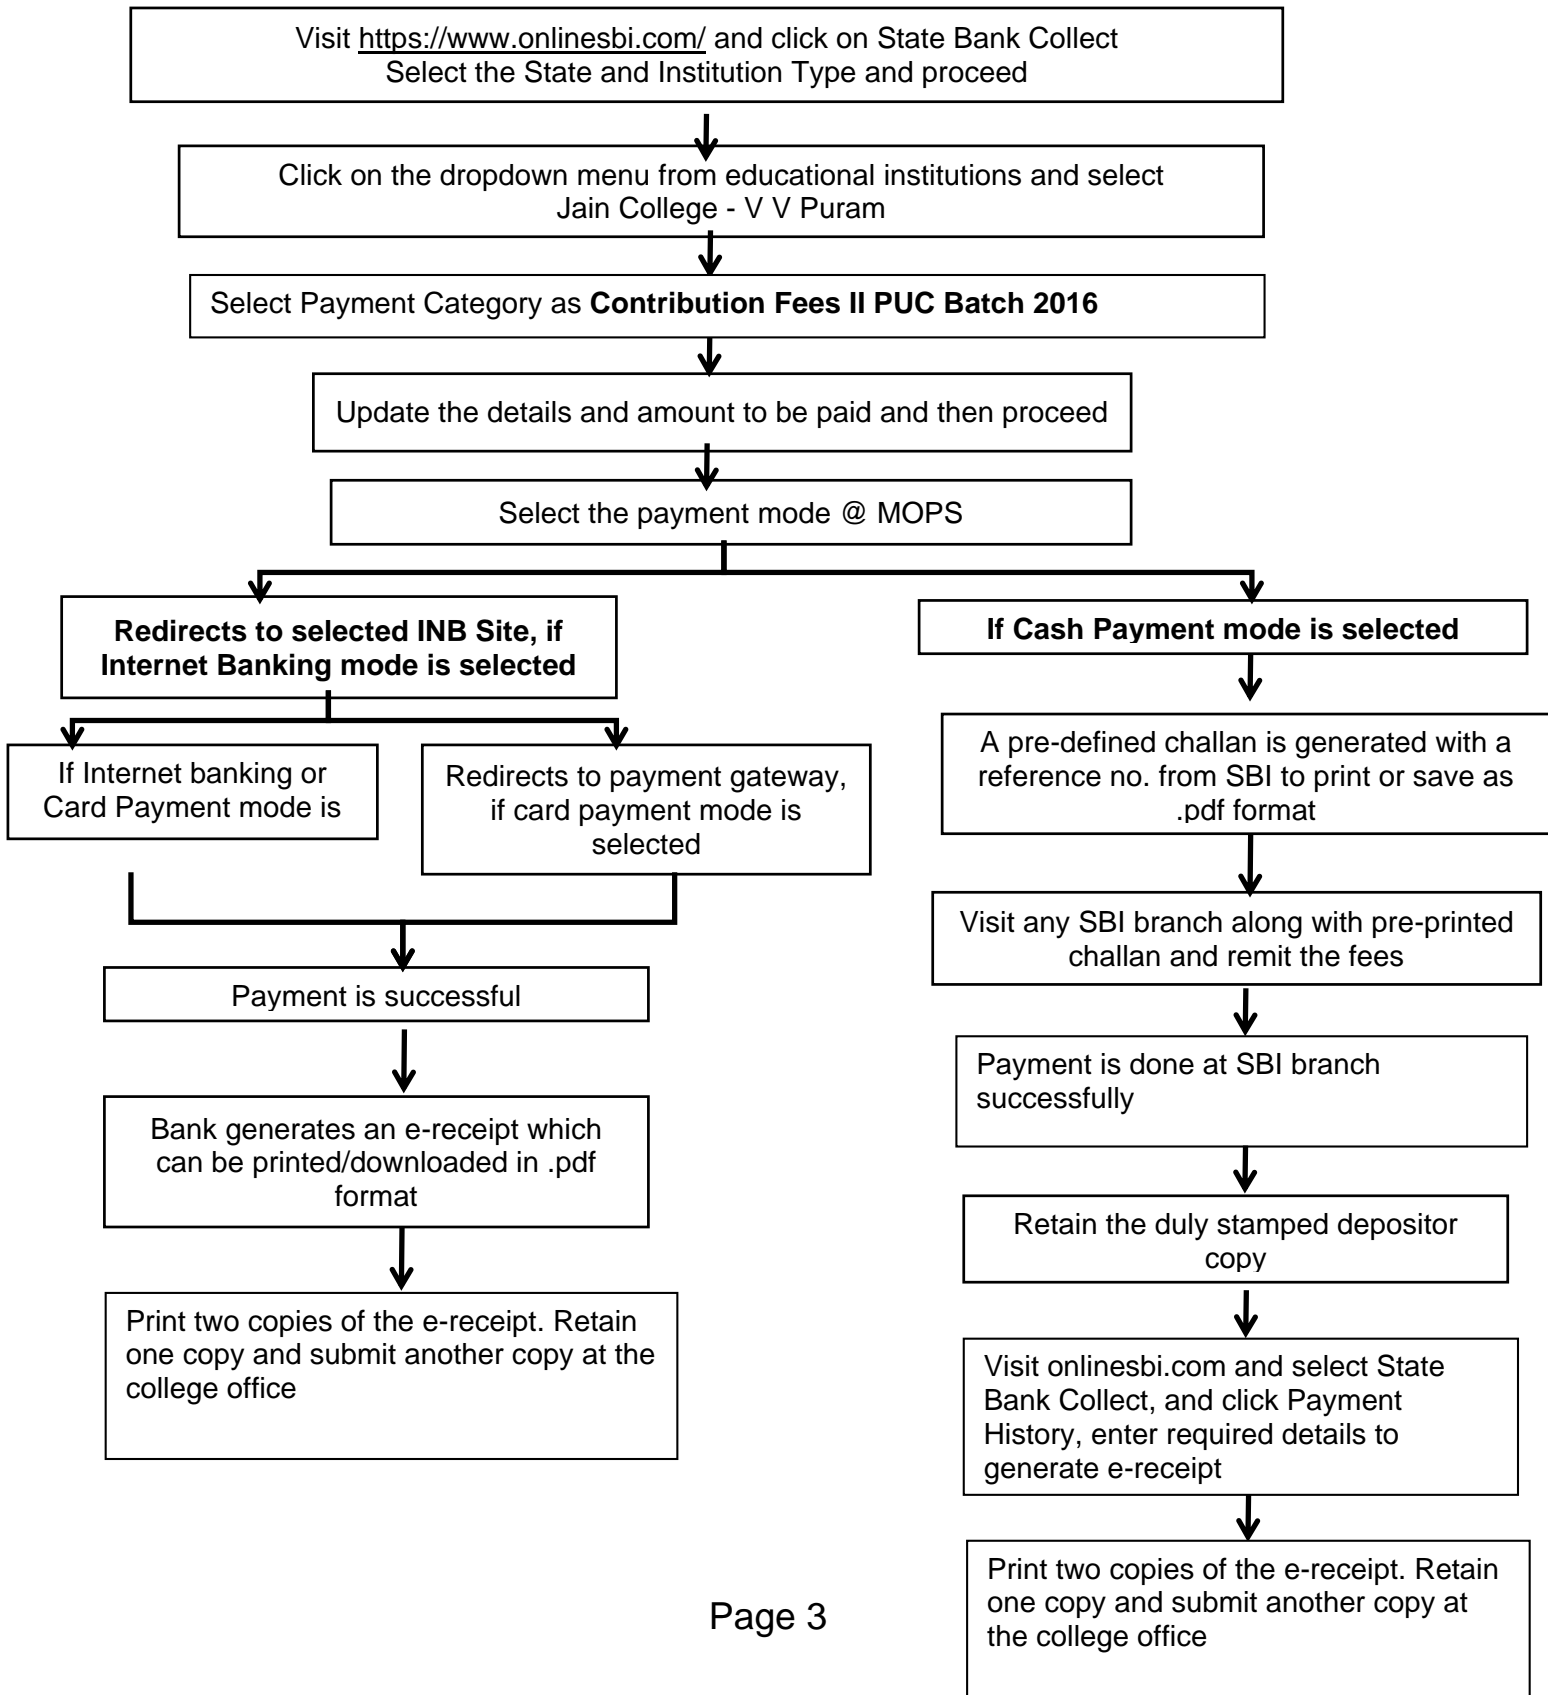 Visit https://www.onlinesbi.com/ and click on State Bank Collect
Select the State and Institution Type and proceed
Click on the dropdown menu from educational institutions and select
Jain College - V V Puram
Select Payment Category as Contribution Fees II PUC Batch 2016
Update the details and amount to be paid and then proceed
Select the payment mode @ MOPS
Redirects to selected INB Site, if
Internet Banking mode is selected
If Internet banking or
Card Payment mode is
Redirects to payment gateway,
if card payment mode is
selected
Payment is successful
Bank generates an e-receipt which
can be printed/downloaded in .pdf
format
Print two copies of the e-receipt. Retain
one copy and submit another copy at the
college office
If Cash Payment mode is selected
A pre-defined challan is generated with a
reference no. from SBI to print or save as
.pdf format
Visit any SBI branch along with pre-printed
challan and remit the fees
Payment is done at SBI branch
successfully
Retain the duly stamped depositor
copy
Visit onlinesbi.com and select State
Bank Collect, and click Payment
History, enter required details to
generate e-receipt
Print two copies of the e-receipt. Retain
one copy and submit another copy at
the college office
Page 3